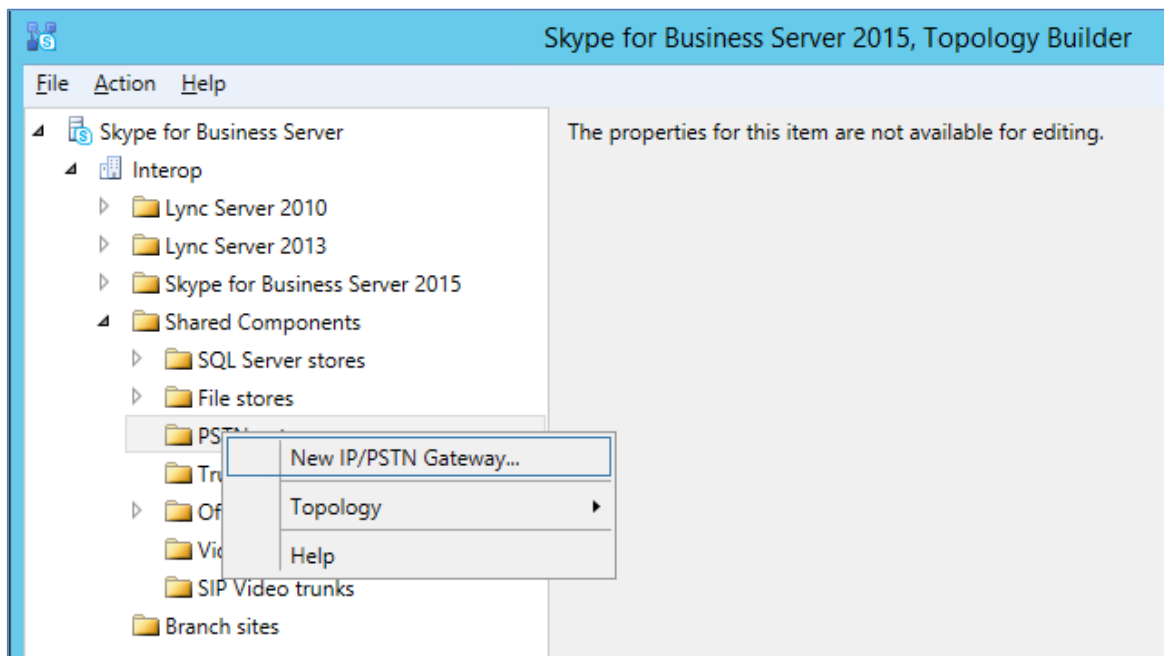 Skype for Business Server 2015, Topology Builder
File Action Help
Skype for Business Server
The properties for this item are not available for editing.
Interop
Lync Server 2010
Lync Server 2013
Skype for Business Server 2015
Shared Components
SQL Server stores
File stores
New IP/PSTN Gateway...
Topology
Help
SIP Video trunks
Branch sites